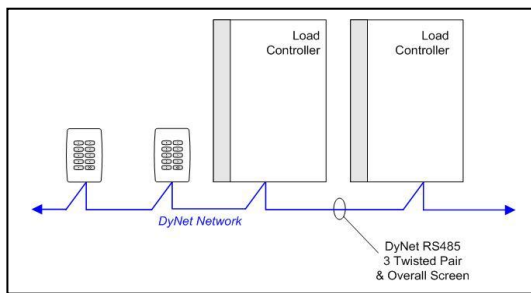 Load
Controller
Load
Controller
DyNet Network
DyNet RS485
3 Twisted Pair
& Overall Screen